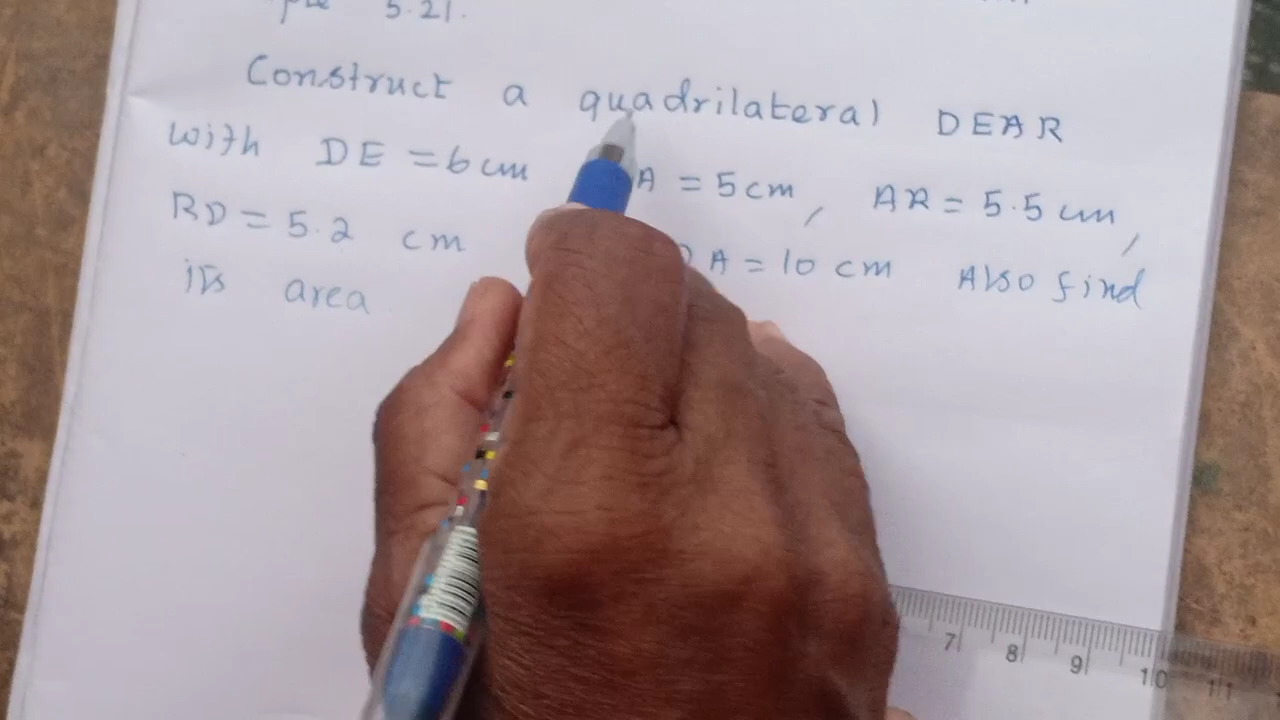 5.21.
Construct a quadrilateral DEAR
with DE = 6 cm A = 5 cm, AR = 5.5 cm,
RD = 5.2 cm DA = 10 cm Also find
its area
7 8 9 10 11